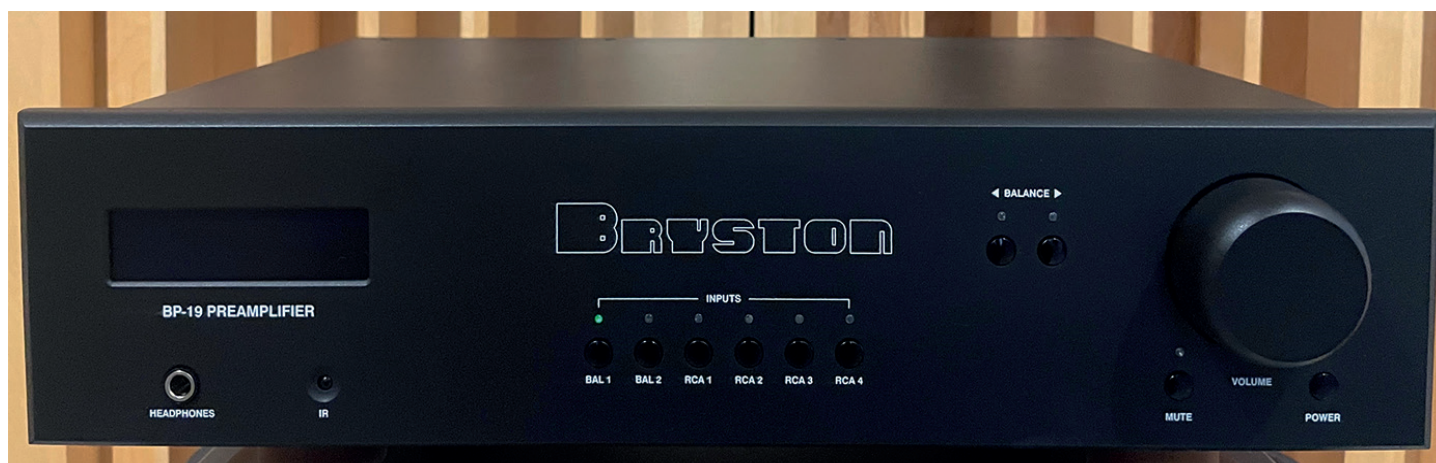 ◀ BALANCE ▶
BRYSTON
INPUTS
BP-19 PREAMPLIFIER
BAL 1 BAL 2 RCA 1 RCA 2 RCA 3 RCA 4
VOLUME
HEADPHONES
IR
MUTE
POWER